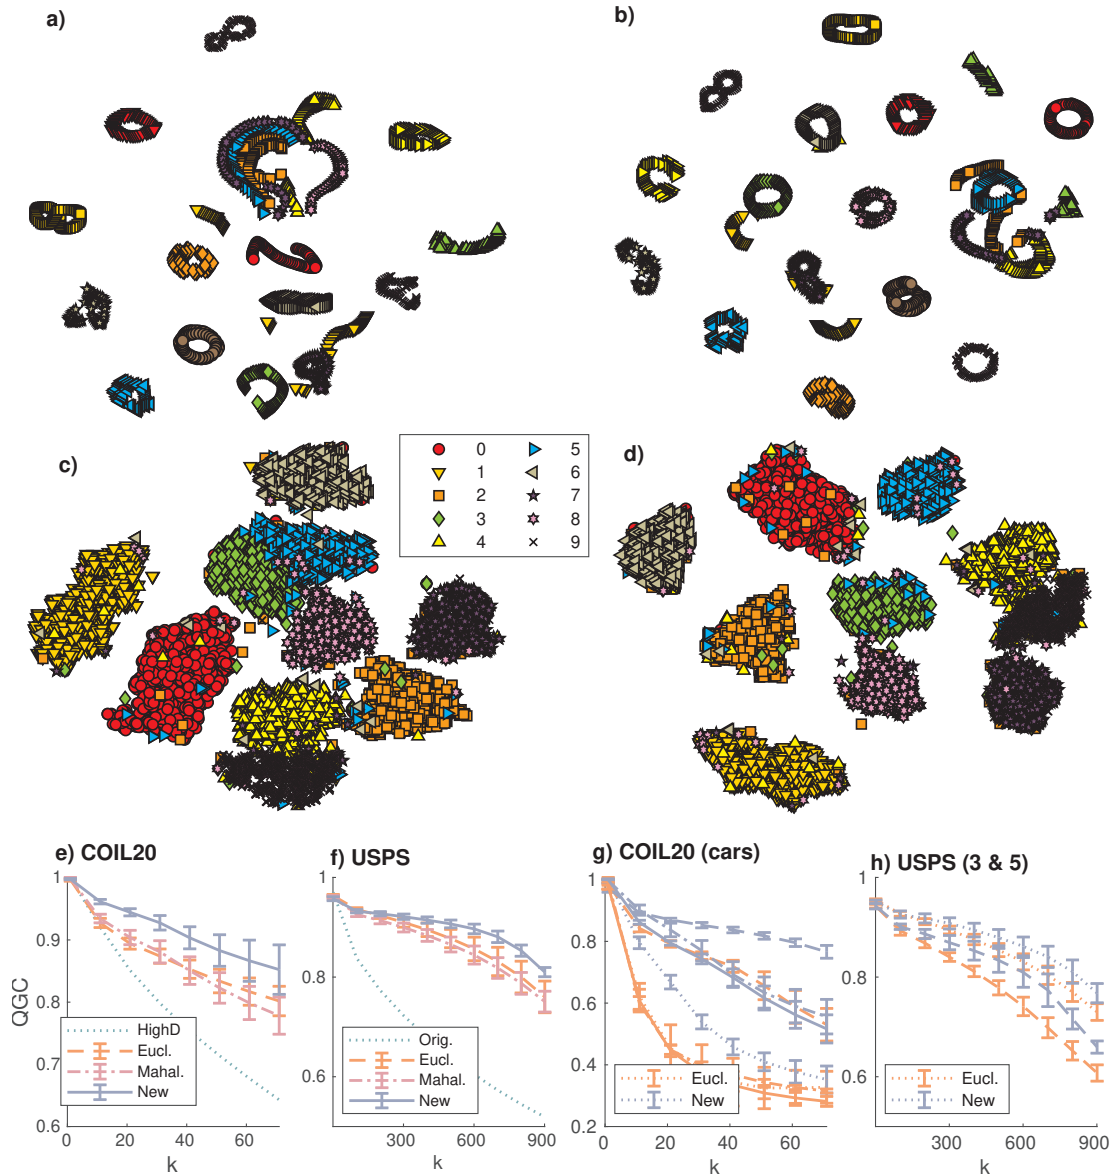 a)
b)
c)
d)
0 5
1 6
2 7
3 8
4 9
e) COIL20
f) USPS
g) COIL20 (cars)
h) USPS (3 & 5)
QGC
1
0.9
0.8
0.7
0.6
0 20 40 60
k
HighD
Eucl.
Mahal.
New
1
0.8
0.6
300 600 900
k
Orig.
Eucl.
Mahal.
New
1
0.8
0.6
0.4
0.2
0 20 40 60
k
Eucl.
New
1
0.8
0.6
300 600 900
k
Eucl.
New